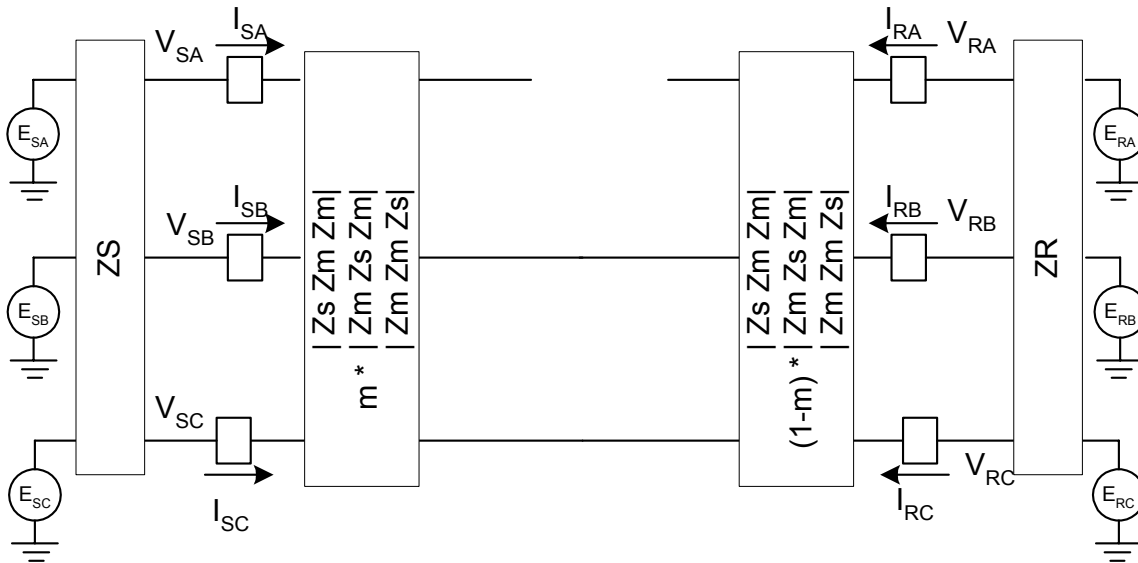 I_SA
I_RA
V_SA
V_RA
E_SA
E_RA
I_SB
I_RB
V_SB
V_RB
ZS
m * |Zs Zm Zm|
|Zm Zs Zm|
|Zm Zm Zs|
(1-m) * |Zs Zm Zm|
|Zm Zs Zm|
|Zm Zm Zs|
ZR
E_SB
E_RB
V_SC
V_RC
E_SC
E_RC
I_SC
I_RC